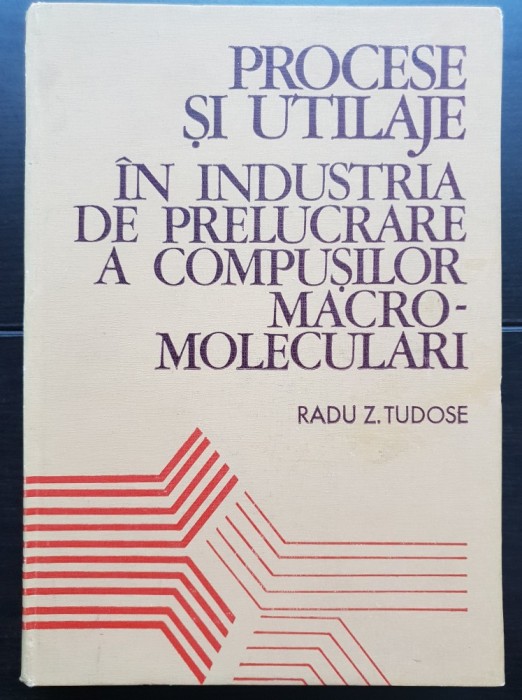 PROCESE
ȘI UTILAJE
ÎN INDUSTRIA
DE PRELUCRARE
A COMPUȘILOR
MACRO-
MOLECULARI
RADU Z. TUDOSE